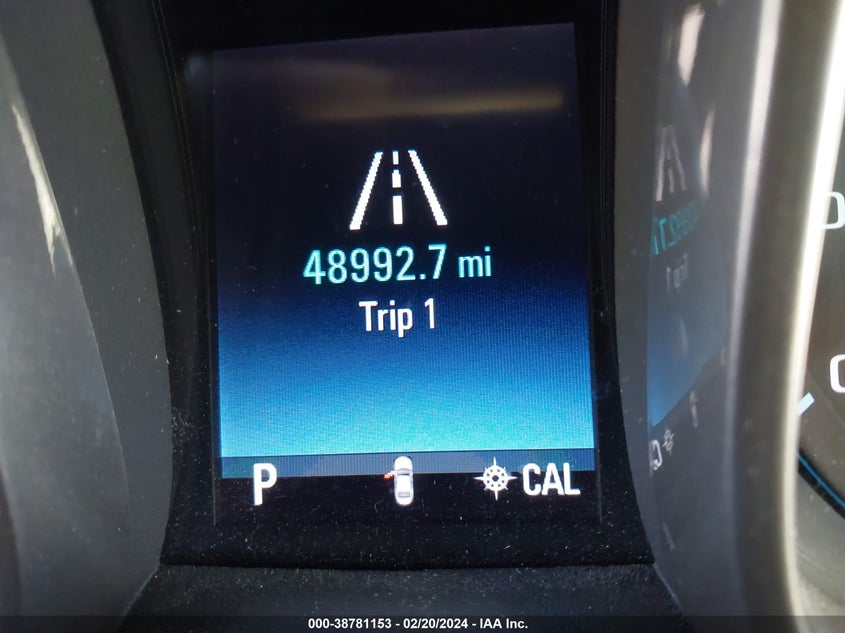 48992.7 mi
Trip 1
P CAL
000-38781153 - 02/20/2024 - IAA Inc.